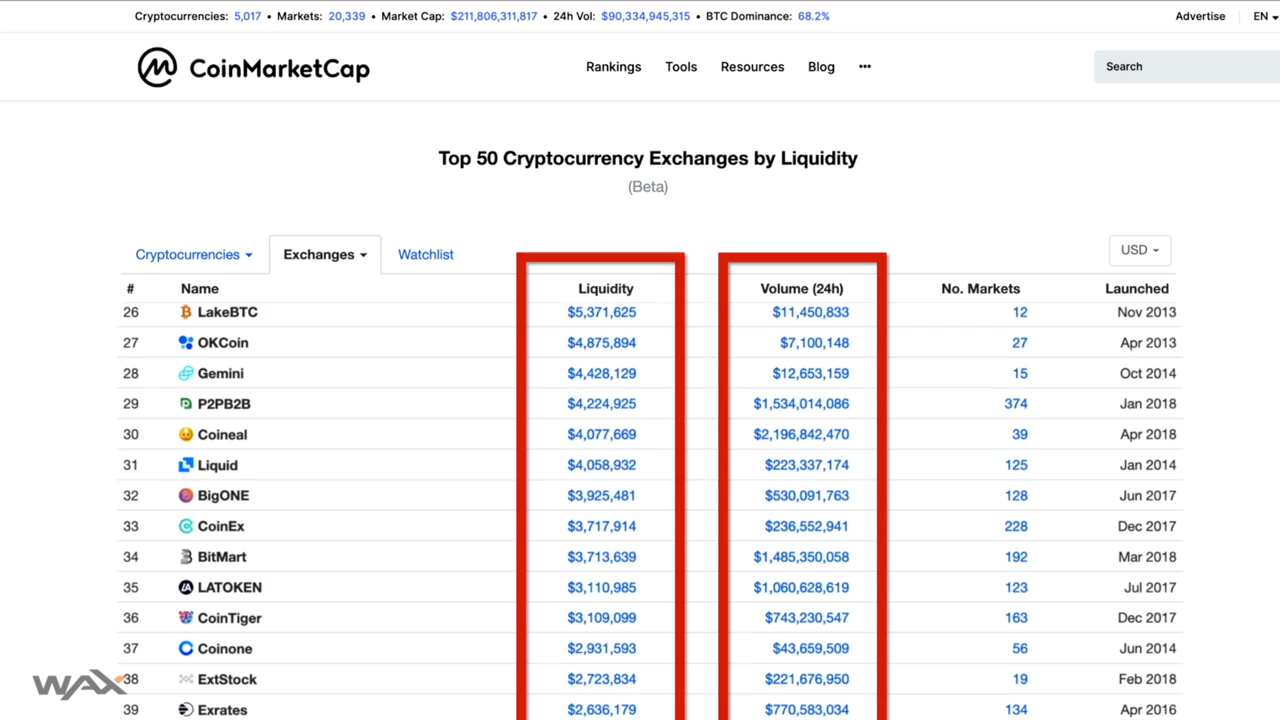 Cryptocurrencies: 5,017 • Markets: 20,339 • Market Cap: $211,806,311,817 • 24h Vol: $90,334,945,315 • BTC Dominance: 68.2% Advertise EN
CoinMarketCap Rankings Tools Resources Blog ••• Search
Top 50 Cryptocurrency Exchanges by Liquidity
(Beta)
Cryptocurrencies Exchanges Watchlist USD
# Name Liquidity Volume (24h) No. Markets Launched
26 LakeBTC $5,371,625 $11,450,833 12 Nov 2013
27 OKCoin $4,875,894 $7,100,148 27 Apr 2013
28 Gemini $4,428,129 $12,653,159 15 Oct 2014
29 P2PB2B $4,224,925 $1,534,014,086 374 Jan 2018
30 Coineal $4,077,669 $2,196,842,470 39 Apr 2018
31 Liquid $4,058,932 $223,337,174 125 Jan 2014
32 BigONE $3,925,481 $530,091,763 128 Jun 2017
33 CoinEx $3,717,914 $236,552,941 228 Dec 2017
34 BitMart $3,713,639 $1,485,350,058 192 Mar 2018
35 LATOKEN $3,110,985 $1,060,628,619 123 Jul 2017
36 CoinTiger $3,109,099 $743,230,547 163 Dec 2017
37 Coinone $2,931,593 $43,659,509 56 Jun 2014
WAX 38 ExtStock $2,723,834 $221,676,950 19 Feb 2018
39 Exrates $2,636,179 $770,583,034 134 Apr 2016